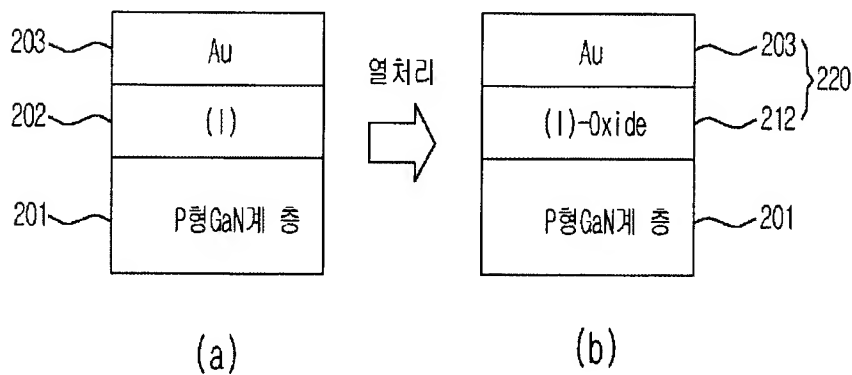 203 Au
202 (I)
201 P형GaN계 층
(a)
열처리
Au 203
(I)-Oxide 212
220
P형GaN계 층 201
(b)